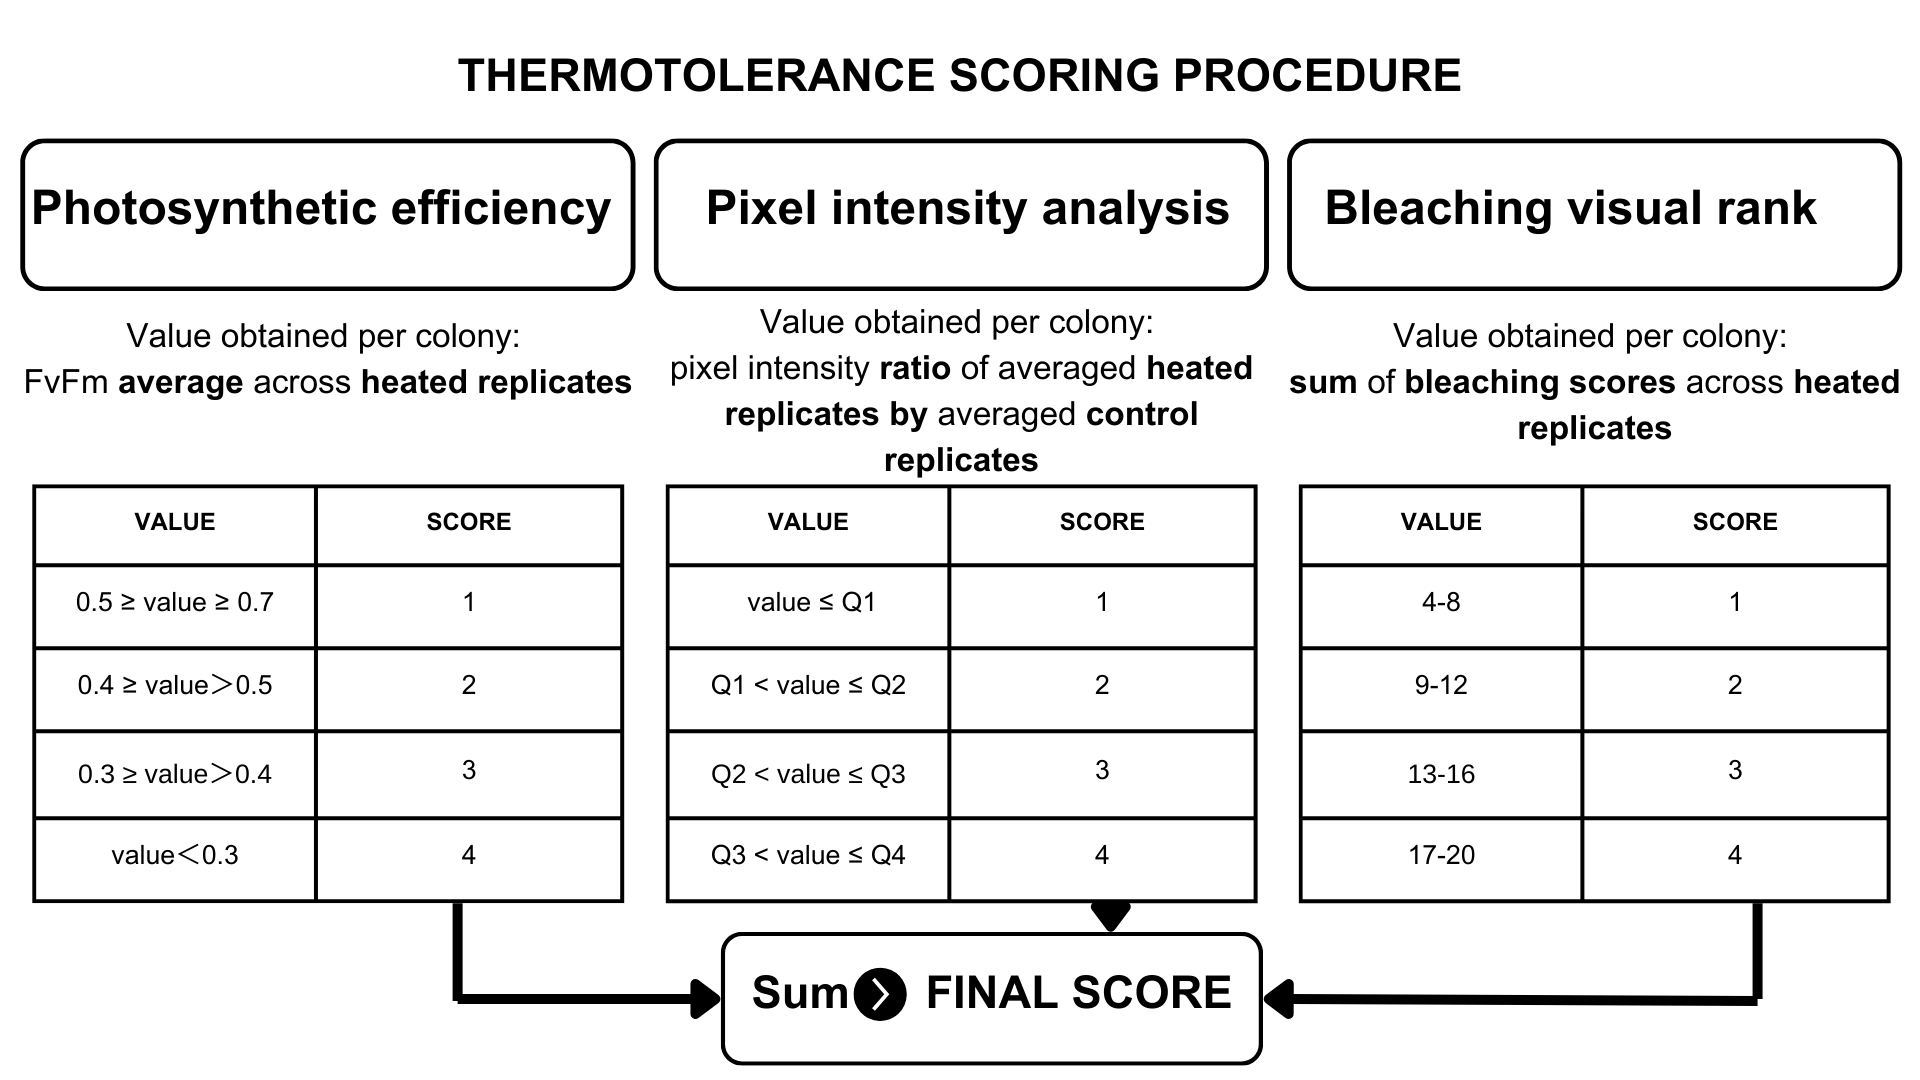 THERMOTOLERANCE SCORING PROCEDURE
Photosynthetic efficiency
Value obtained per colony:
FvFm average across heated replicates
VALUE SCORE
0.5 ≥ value ≥ 0.7 1
0.4 ≥ value＞0.5 2
0.3 ≥ value＞0.4 3
value＜0.3 4
Pixel intensity analysis
Value obtained per colony:
pixel intensity ratio of averaged heated
replicates by averaged control
replicates
VALUE SCORE
value ≤ Q1 1
Q1 < value ≤ Q2 2
Q2 < value ≤ Q3 3
Q3 < value ≤ Q4 4
Bleaching visual rank
Value obtained per colony:
sum of bleaching scores across heated
replicates
VALUE SCORE
4-8 1
9-12 2
13-16 3
17-20 4
Sum FINAL SCORE